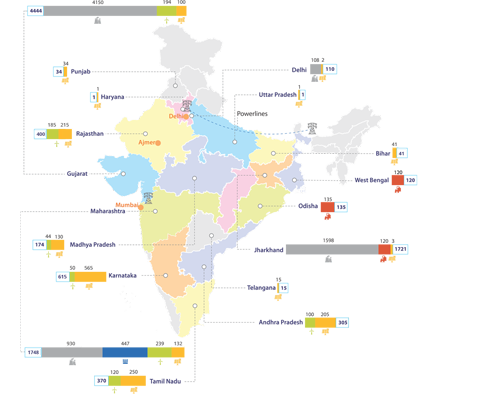 4150 194 100
4444
34
34 Punjab
1
1 Haryana
108 2
Delhi 110
1
Uttar Pradesh 1
Powerlines
Delhi
185 215
400 Rajasthan
Ajmer
41
Bihar 41
Gujarat
120
West Bengal 120
Mumbai
Maharashtra
135
Odisha 135
44 130
174 Madhya Pradesh
1598 120 3
Jharkhand 1721
50 565
615 Karnataka
15
Telangana 15
100 205
Andhra Pradesh 305
930 447 239 132
1748
120 250
370 Tamil Nadu